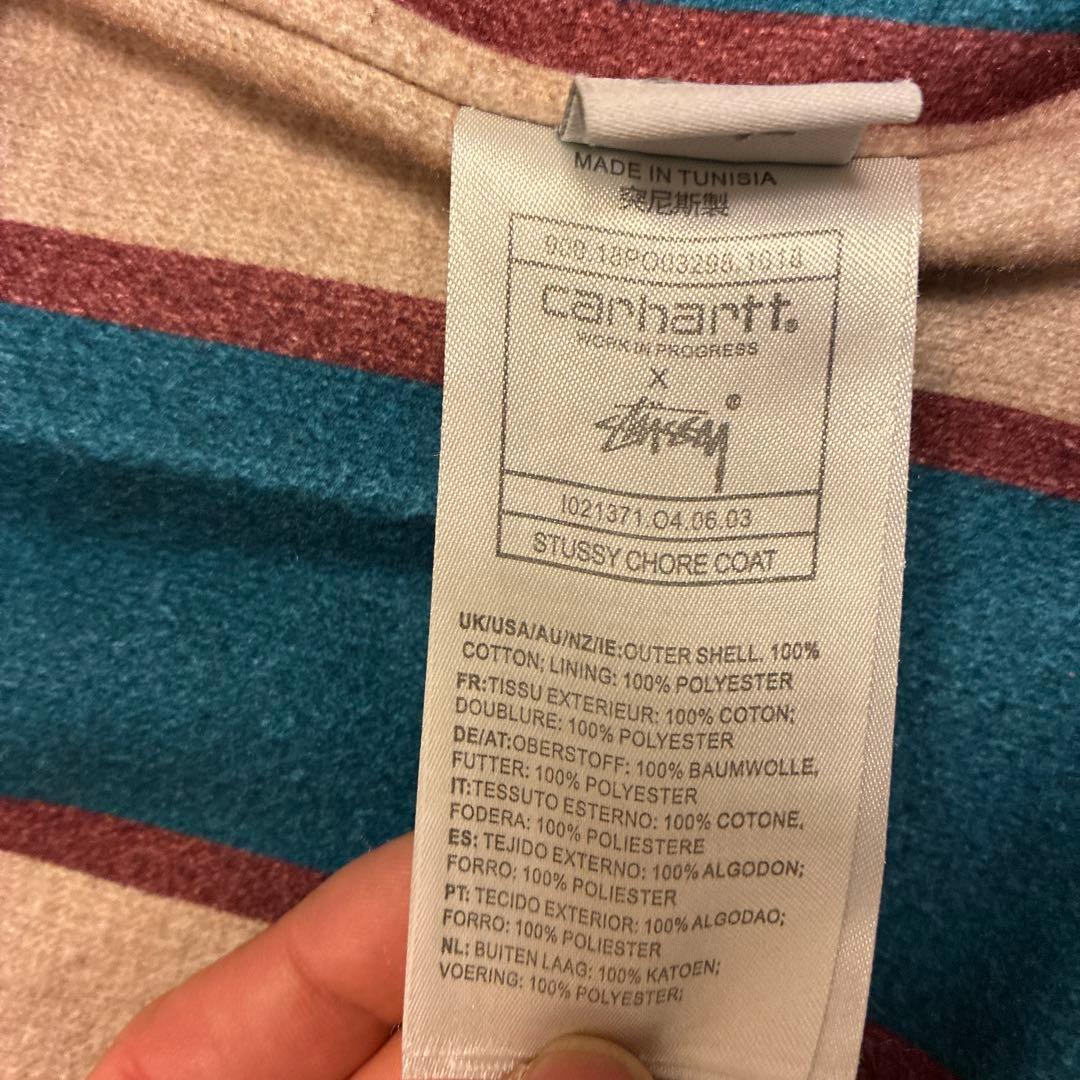 MADE IN TUNISIA
突尼斯製
908.18PO03298.1018
carhartt®
WORK IN PROGRESS
X
STÜSSY®
I021371.O4.06.03
STUSSY CHORE COAT
UK/USA/AU/NZ/IE:OUTER SHELL. 100%
COTTON; LINING: 100% POLYESTER
FR:TISSU EXTERIEUR: 100% COTON;
DOUBLURE: 100% POLYESTER
DE/AT:OBERSTOFF: 100% BAUMWOLLE,
FUTTER: 100% POLYESTER
IT:TESSUTO ESTERNO: 100% COTONE,
FODERA: 100% POLIESTERE
ES: TEJIDO EXTERNO: 100% ALGODON;
FORRO: 100% POLIESTER
PT: TECIDO EXTERIOR: 100% ALGODAO;
FORRO: 100% POLIESTER
NL: BUITEN LAAG: 100% KATOEN;
VOERING: 100% POLYESTER;